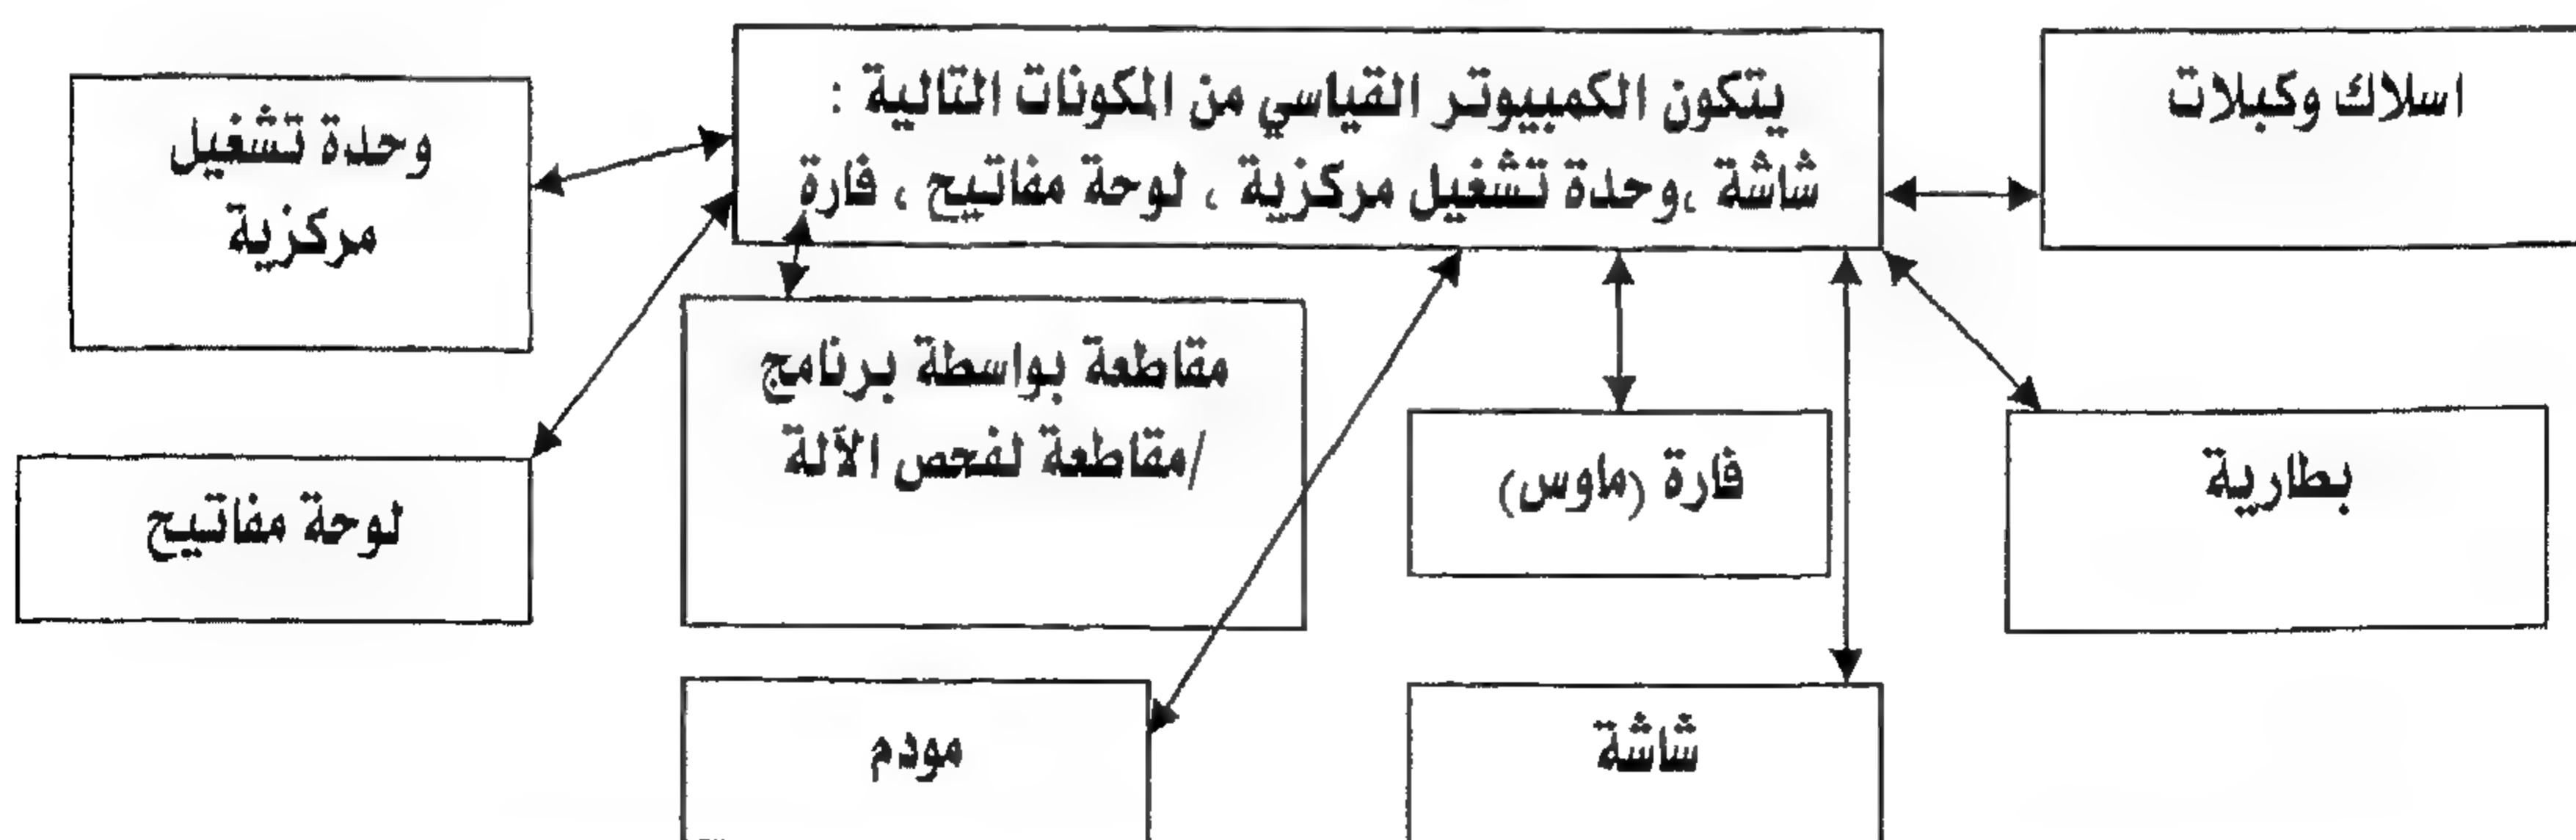 يتكون الكمبيوتر القياسي من المكونات التالية :
شاشة ،وحدة تشغيل مركزية ، لوحة مفاتيح ، فارة
اسلاك وكبلات
وحدة تشغيل
مركزية
مقاطعة بواسطة برنامج
/مقاطعة لفحص الآلة
فارة (ماوس)
بطارية
لوحة مفاتيح
شاشة
مودم